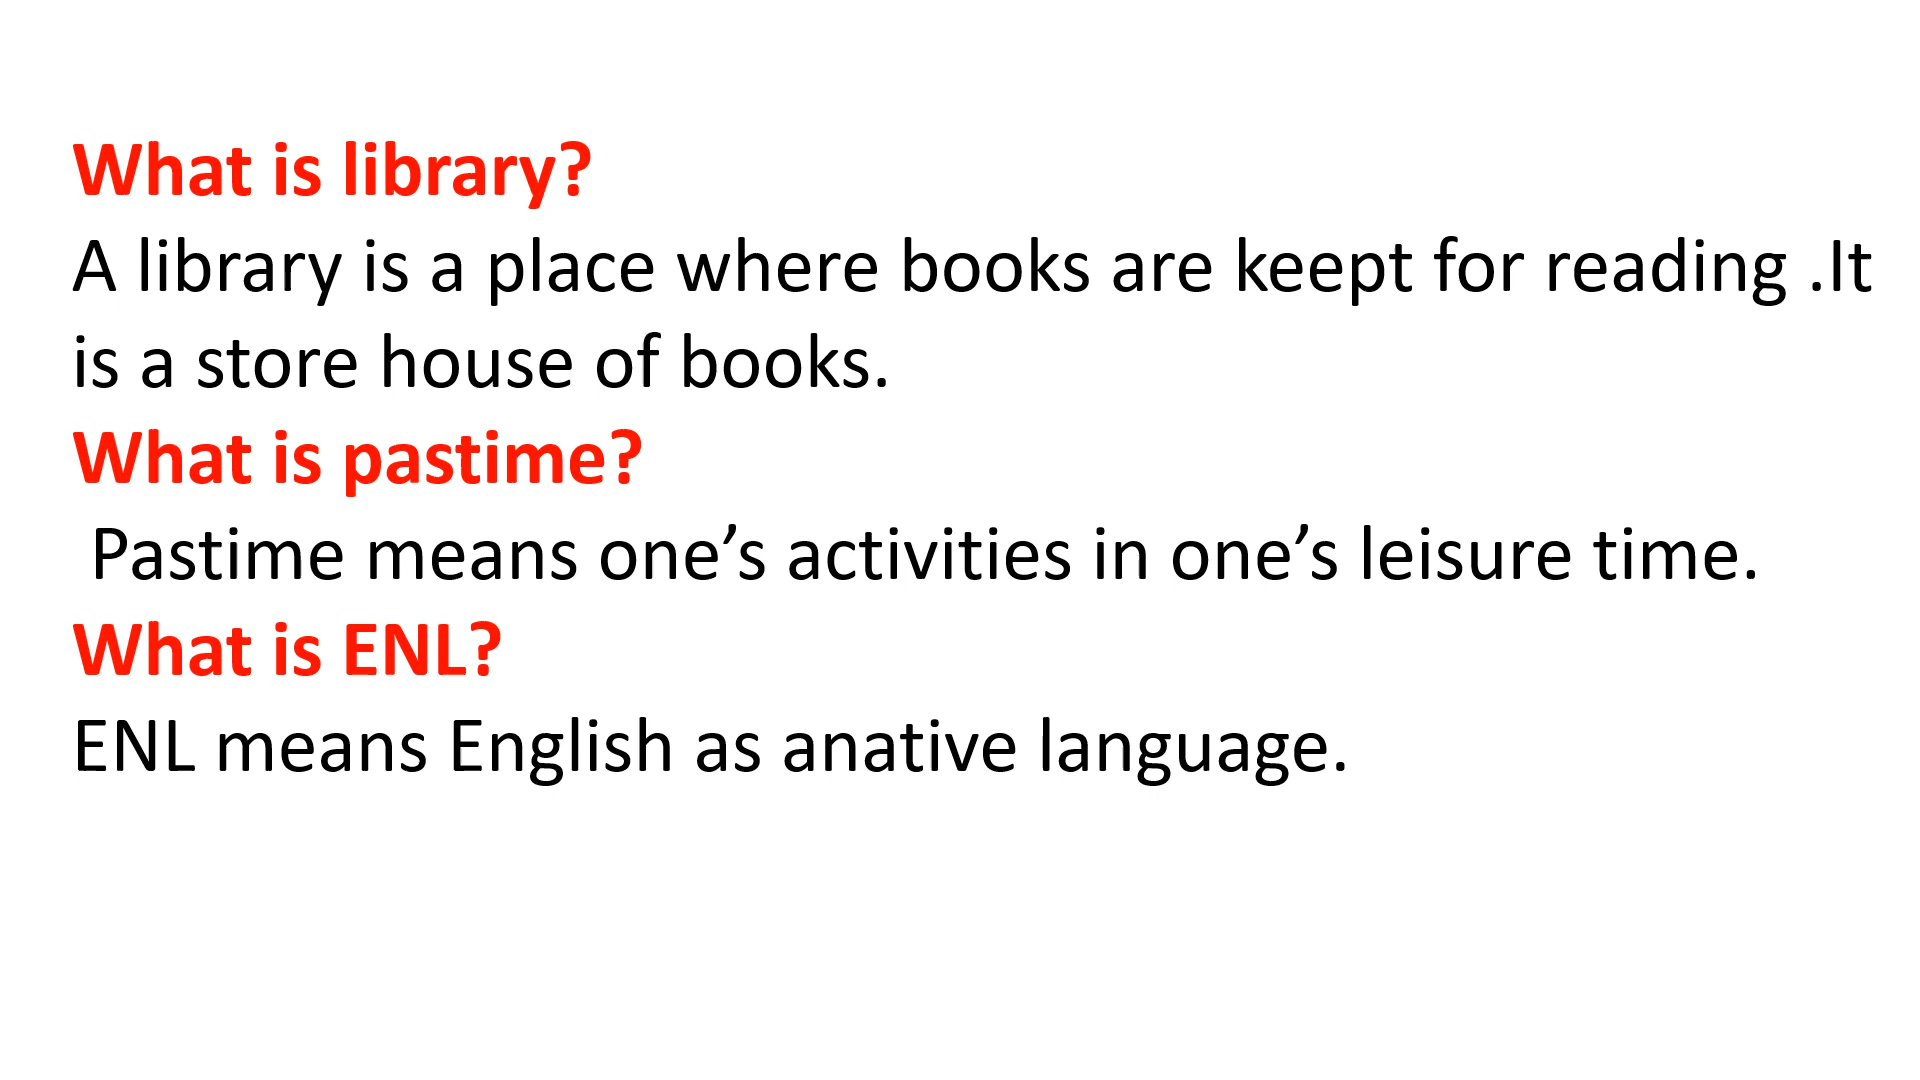 What is library?
A library is a place where books are keept for reading .It
is a store house of books.
What is pastime?
Pastime means one’s activities in one’s leisure time.
What is ENL?
ENL means English as anative language.